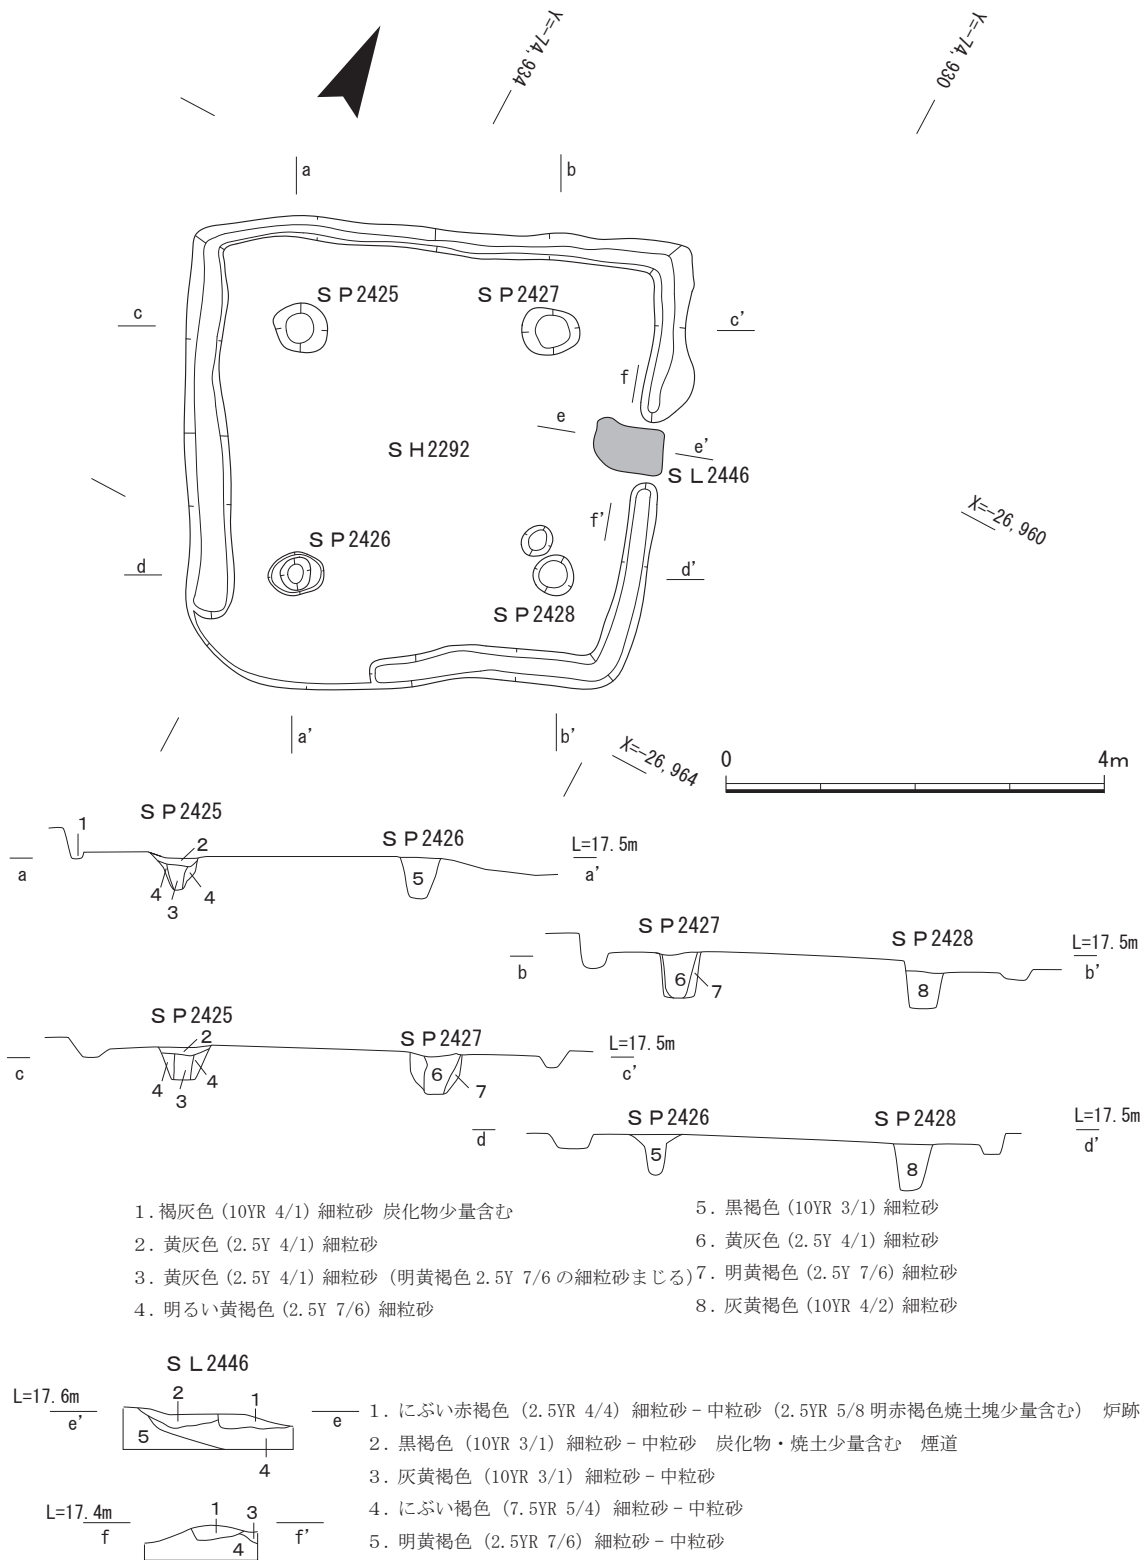 Y=-74,934
Y=-74,930
a
b
SP2425
SP2427
c
c'
f
e
SH2292
e'
SL2446
f'
X=-26,960
SP2426
d
d'
SP2428
a'
b'
X=-26,964
0
4m
SP2425
1
2
SP2426
L=17.5m
a
a'
5
4
4
3
SP2427
SP2428
L=17.5m
b
b'
6
7
8
SP2425
2
SP2427
L=17.5m
c
c'
4
4
3
6
7
SP2426
SP2428
L=17.5m
d
d'
5
8
1. 褐灰色 (10YR 4/1) 細粒砂 炭化物少量含む
2. 黄灰色 (2.5Y 4/1) 細粒砂
3. 黄灰色 (2.5Y 4/1) 細粒砂 (明黄褐色 2.5Y 7/6 の細粒砂まじる)
4. 明るい黄褐色 (2.5Y 7/6) 細粒砂
5. 黒褐色 (10YR 3/1) 細粒砂
6. 黄灰色 (2.5Y 4/1) 細粒砂
7. 明黄褐色 (2.5Y 7/6) 細粒砂
8. 灰黄褐色 (10YR 4/2) 細粒砂
SL2446
L=17.6m
e'
e
2
1
5
4
L=17.4m
f
f'
1
3
4
1. にぶい赤褐色 (2.5YR 4/4) 細粒砂-中粒砂 (2.5YR 5/8 明赤褐色焼土塊少量含む) 炉跡
2. 黒褐色 (10YR 3/1) 細粒砂-中粒砂 炭化物・焼土少量含む 煙道
3. 灰黄褐色 (10YR 3/1) 細粒砂-中粒砂
4. にぶい褐色 (7.5YR 5/4) 細粒砂-中粒砂
5. 明黄褐色 (2.5YR 7/6) 細粒砂-中粒砂